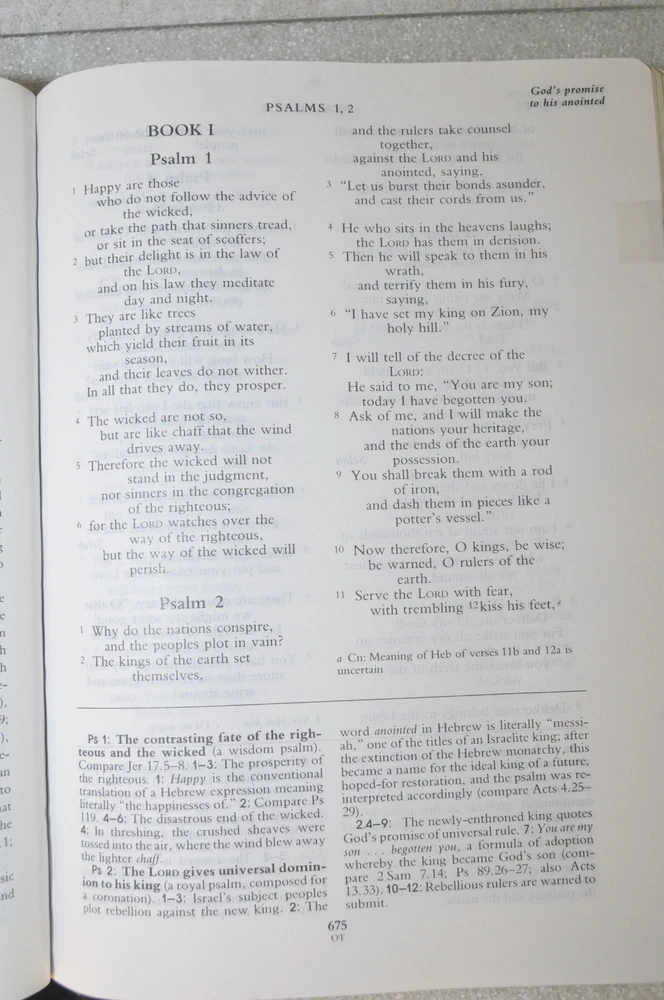 God's promise
to his anointed
PSALMS 1, 2
BOOK I
Psalm 1
1 Happy are those
who do not follow the advice of
the wicked,
or take the path that sinners tread,
or sit in the seat of scoffers;
2 but their delight is in the law of
the LORD,
and on his law they meditate
day and night.
3 They are like trees
planted by streams of water,
which yield their fruit in its
season,
and their leaves do not wither.
In all that they do, they prosper.
4 The wicked are not so,
but are like chaff that the wind
drives away.
5 Therefore the wicked will not
stand in the judgment,
nor sinners in the congregation
of the righteous;
6 for the LORD watches over the
way of the righteous,
but the way of the wicked will
perish.
Psalm 2
1 Why do the nations conspire,
and the peoples plot in vain?
2 The kings of the earth set
themselves,
and the rulers take counsel
together,
against the LORD and his
anointed, saying,
3 "Let us burst their bonds asunder,
and cast their cords from us."
4 He who sits in the heavens laughs;
the LORD has them in derision.
5 Then he will speak to them in his
wrath,
and terrify them in his fury,
saying,
6 "I have set my king on Zion, my
holy hill."
7 I will tell of the decree of the
LORD:
He said to me, "You are my son;
today I have begotten you.
8 Ask of me, and I will make the
nations your heritage,
and the ends of the earth your
possession.
9 You shall break them with a rod
of iron,
and dash them in pieces like a
potter's vessel."
10 Now therefore, O kings, be wise;
be warned, O rulers of the
earth.
11 Serve the LORD with fear,
with trembling 12kiss his feet,a
a Cn: Meaning of Heb of verses 11b and 12a is
uncertain
Ps 1: The contrasting fate of the righ-
teous and the wicked (a wisdom psalm).
Compare Jer 17.5–8. 1–3: The prosperity of
the righteous. 1: Happy is the conventional
translation of a Hebrew expression meaning
literally "the happinesses of." 2: Compare Ps
119. 4–6: The disastrous end of the wicked.
4: In threshing, the crushed sheaves were
tossed into the air, where the wind blew away
the lighter chaff.
Ps 2: The LORD gives universal domin-
ion to his king (a royal psalm, composed for
a coronation). 1–3: Israel's subject peoples
plot rebellion against the new king. 2: The
word anointed in Hebrew is literally "messi-
ah," one of the titles of an Israelite king; after
the extinction of the Hebrew monarchy, this
became a name for the ideal king of a future,
hoped-for restoration, and the psalm was re-
interpreted accordingly (compare Acts 4.25–
29).
2.4–9: The newly-enthroned king quotes
God's promise of universal rule. 7: You are my
son . . . begotten you, a formula of adoption
whereby the king became God's son (com-
pare 2 Sam 7.14; Ps 89.26–27; also Acts
13.33). 10–12: Rebellious rulers are warned to
submit.
675
OT